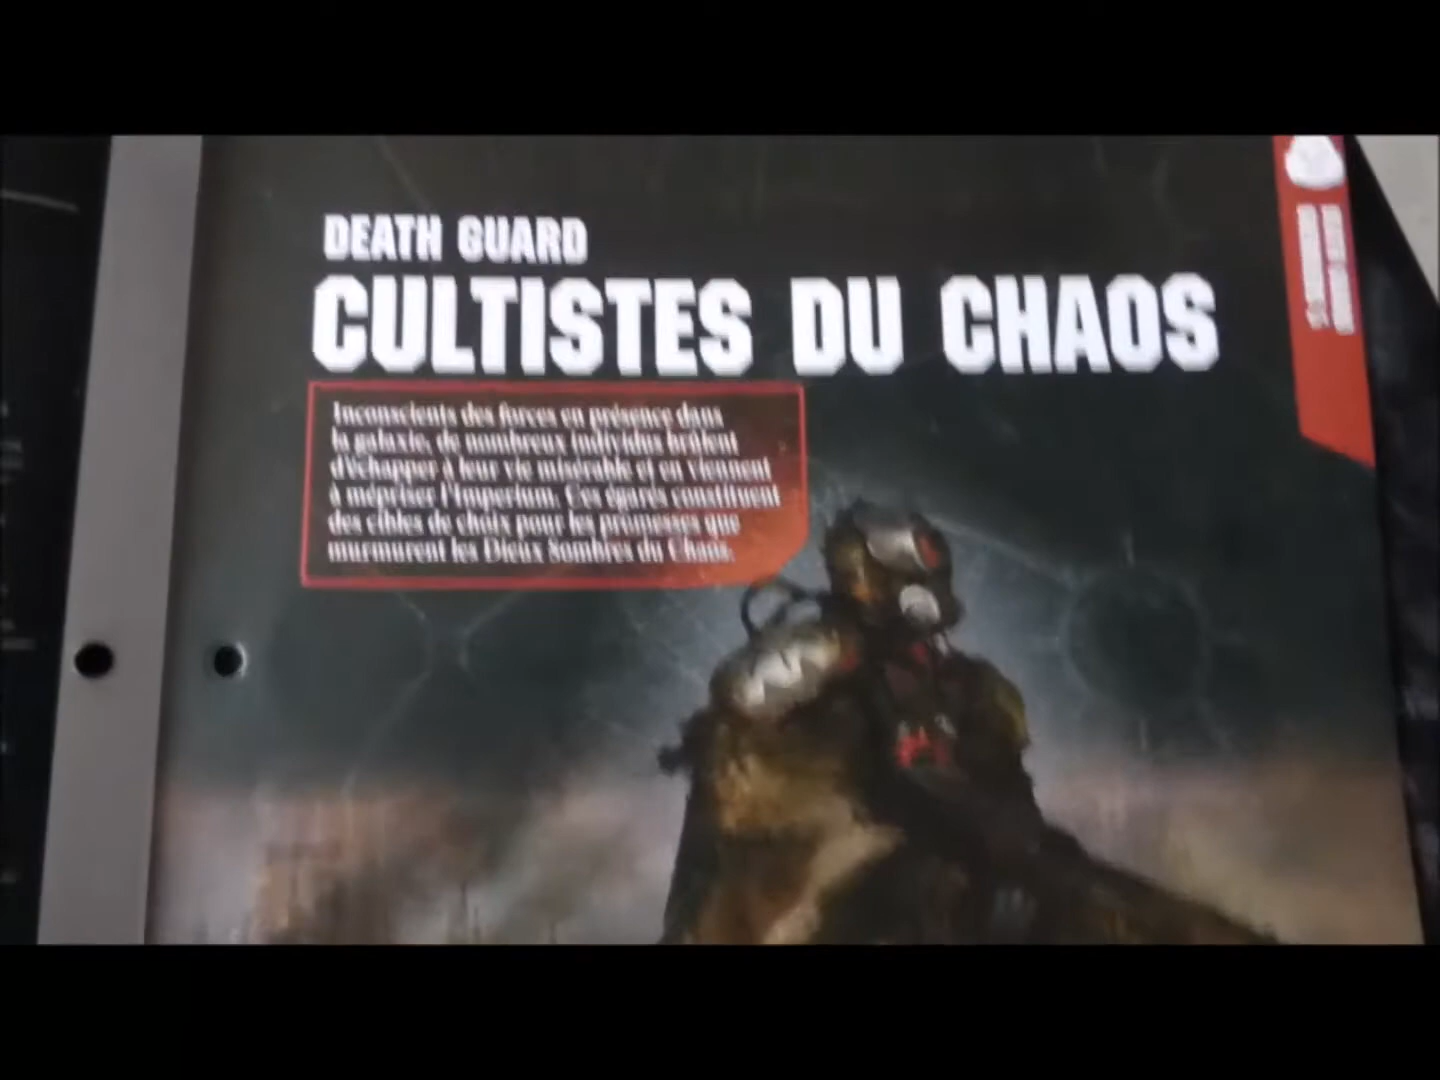 DEATH GUARD
CULTISTES DU CHAOS
Inconscients des forces en présence dans
la galaxie, de nombreux individus brûlent
d'échapper à leur vie misérable et en viennent
à mépriser l'Imperium. Ces égarés constituent
des cibles de choix pour les promesses que
murmurent les Dieux Sombres du Chaos.